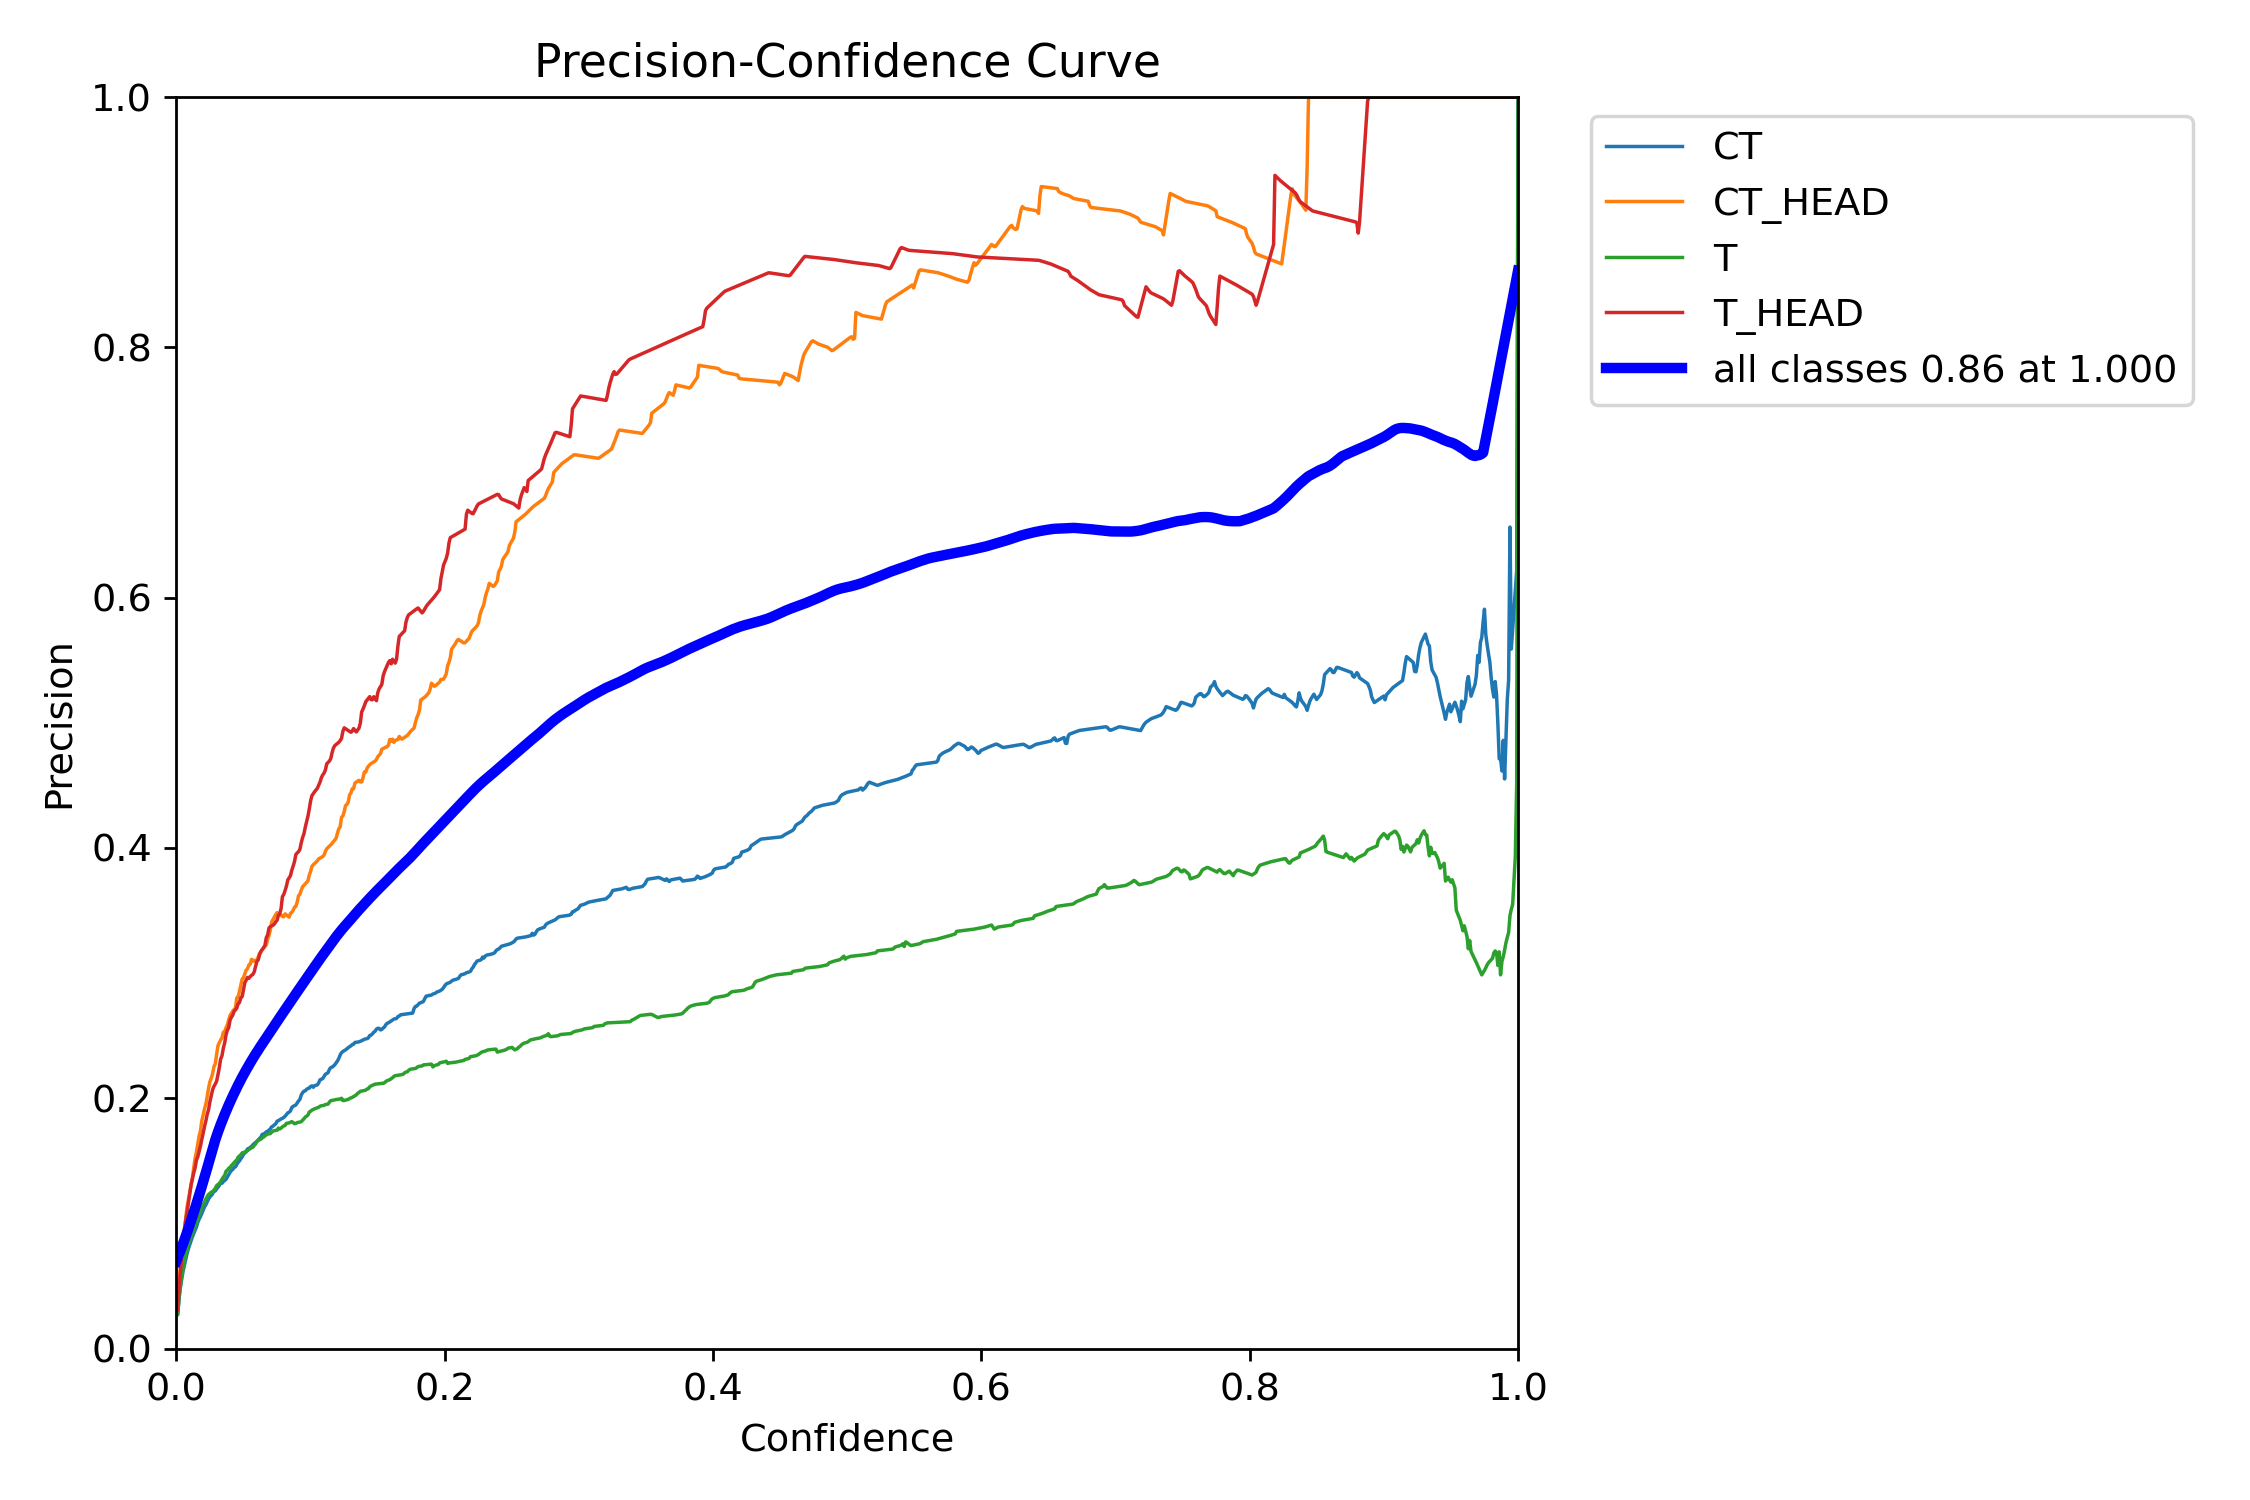 Precision-Confidence Curve
1.0
0.8
0.6
0.4
0.2
0.0
Precision
0.0 0.2 0.4 0.6 0.8 1.0
Confidence
CT
CT_HEAD
T
T_HEAD
all classes 0.86 at 1.000